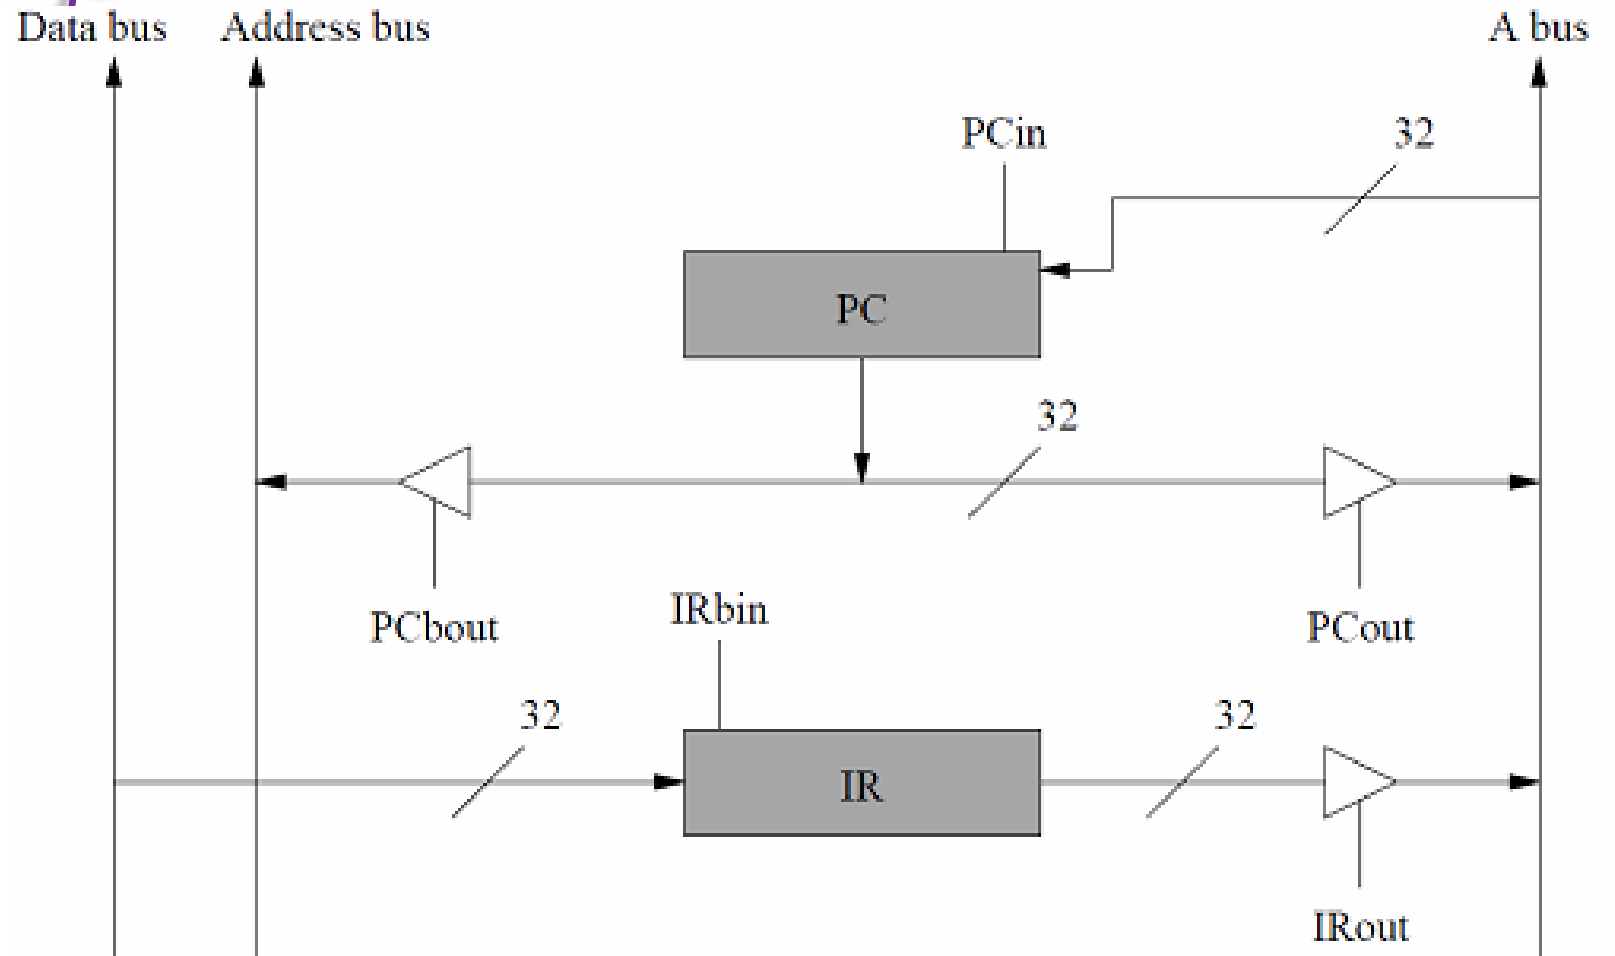 Data bus
Address bus
A bus
PCin
32
PC
32
PCbout
PCout
IRbin
32
32
IR
IRout